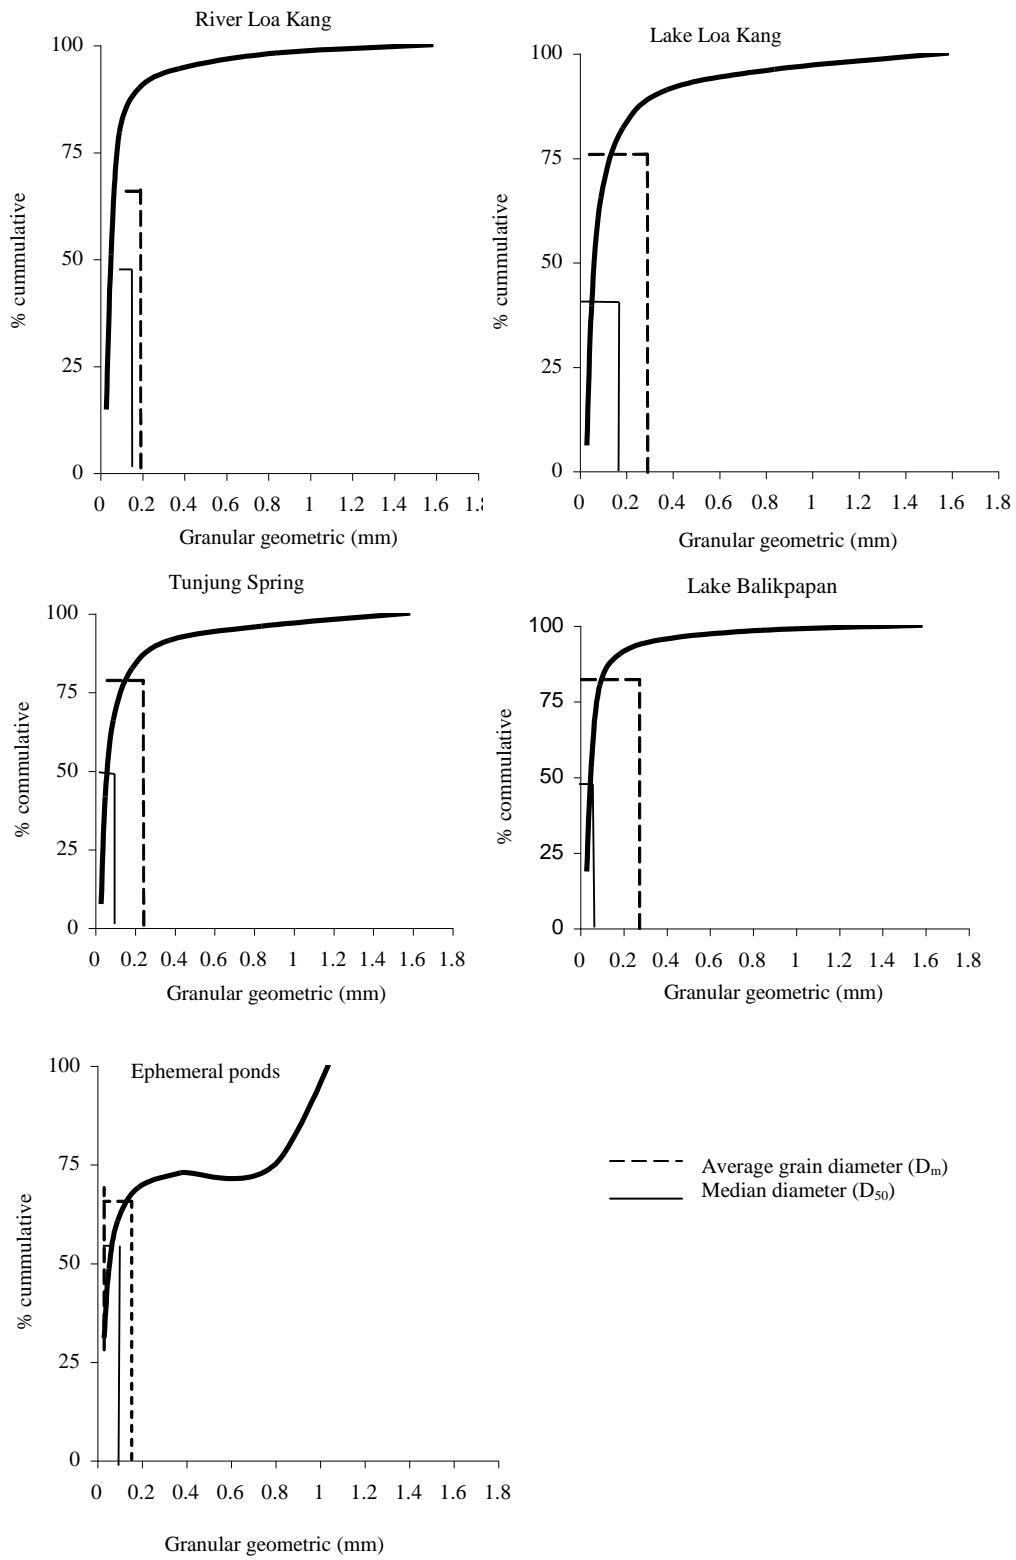 River Loa Kang
100
75
50
25
0
% cummulative
0 0.2 0.4 0.6 0.8 1 1.2 1.4 1.6 1.8
Granular geometric (mm)
Lake Loa Kang
100
75
50
25
0
% cummulative
0 0.2 0.4 0.6 0.8 1 1.2 1.4 1.6 1.8
Granular geometric (mm)
Tunjung Spring
100
75
50
25
0
% commulative
0 0.2 0.4 0.6 0.8 1 1.2 1.4 1.6 1.8
Granular geometric (mm)
Lake Balikpapan
100
75
50
25
0
% commulative
0 0.2 0.4 0.6 0.8 1 1.2 1.4 1.6 1.8
Granular geometric (mm)
Ephemeral ponds
100
75
50
25
0
% cummulative
0 0.2 0.4 0.6 0.8 1 1.2 1.4 1.6 1.8
Granular geometric (mm)
Average grain diameter (Dm)
Median diameter (D50)